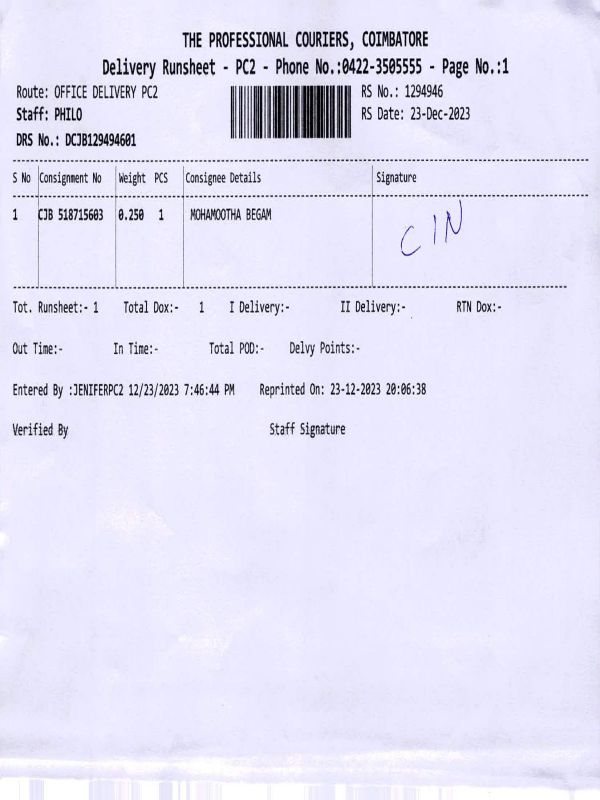 THE PROFESSIONAL COURIERS, COIMBATORE
Delivery Runsheet - PC2 - Phone No.:0422-3505555 - Page No.:1
Route: OFFICE DELIVERY PC2 RS No.: 1294946
Staff: PHILO RS Date: 23-Dec-2023
DRS No.: DCJB129494601
S No Consignment No Weight PCS Consignee Details Signature
1 CJB 518715603 0.250 1 MOHAMOOTHA BEGAM CIN
Tot. Runsheet:- 1 Total Dox:- 1 I Delivery:- II Delivery:- RTN Dox:-
Out Time:- In Time:- Total POD:- Delvy Points:-
Entered By :JENIFERPC2 12/23/2023 7:46:44 PM Reprinted On: 23-12-2023 20:06:38
Verified By Staff Signature